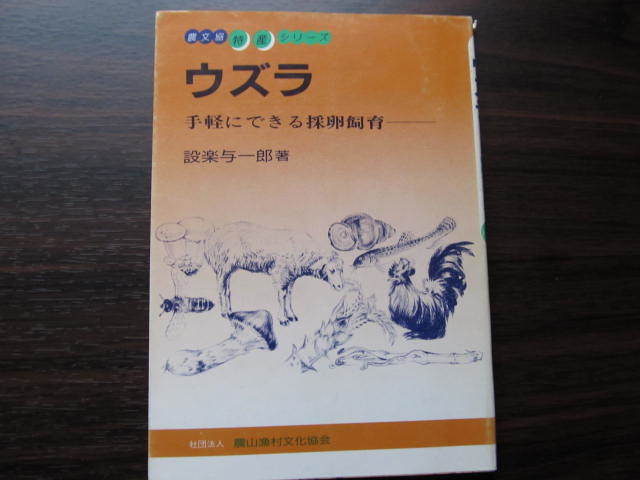 農文協 特産シリーズ
ウズラ
手軽にできる採卵飼育——
設楽与一郎著
社団法人 農山漁村文化協会